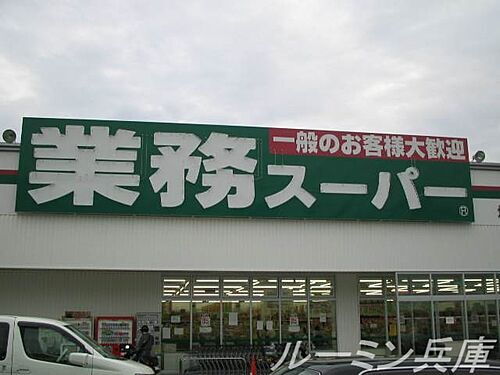 一般のお客様大歓迎
業務スーパー
ルーミン兵庫